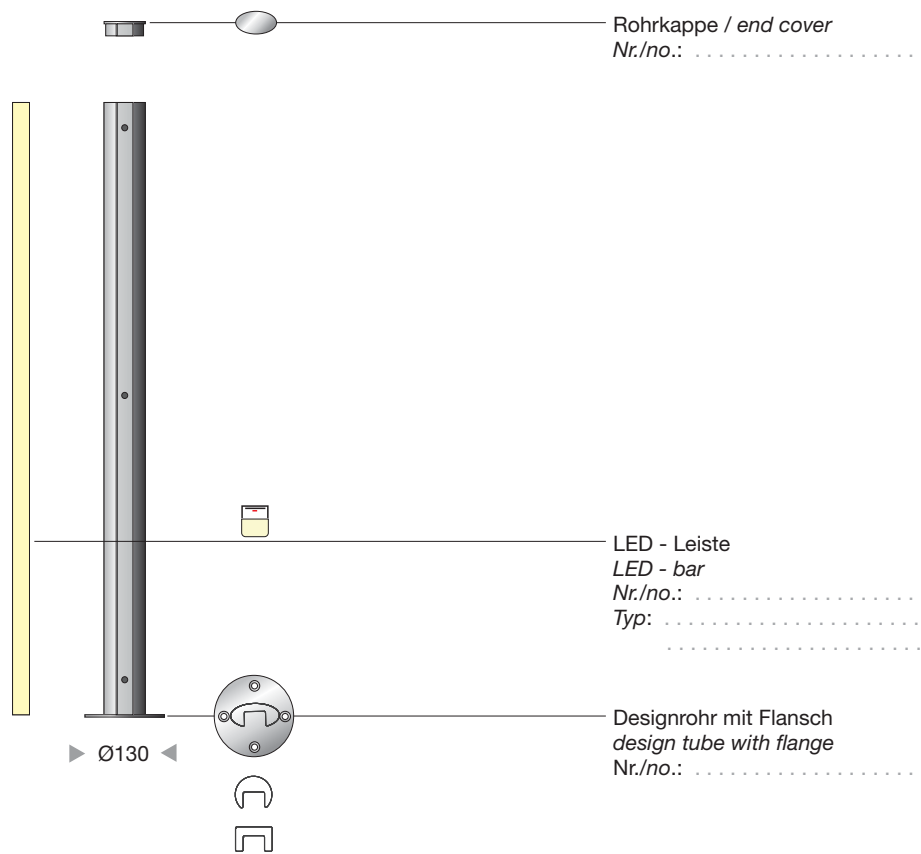 Rohrkappe / end cover
Nr./no.: . . . . . . . . . . . . . . . . . . .
LED - Leiste
LED - bar
Nr./no.: . . . . . . . . . . . . . . . . . . .
Typ: . . . . . . . . . . . . . . . . . . . . . .
. . . . . . . . . . . . . . . . . . . . . .
Designrohr mit Flansch
design tube with flange
Nr./no.: . . . . . . . . . . . . . . . . . . .
Ø130